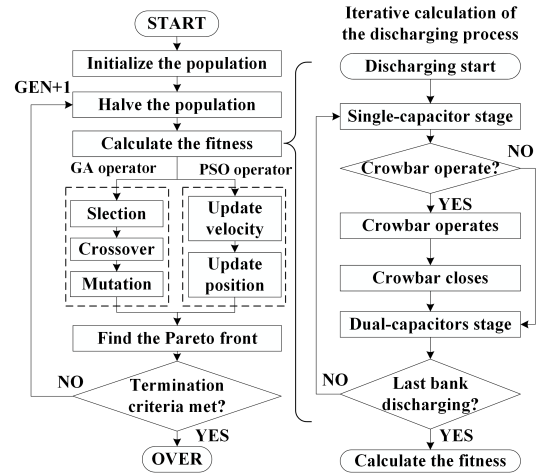 START
Initialize the population
GEN+1
Halve the population
Calculate the fitness
GA operator
PSO operator
Slection
Crossover
Mutation
Update
velocity
Update
position
Find the Pareto front
NO
Termination
criteria met?
YES
OVER
Iterative calculation of
the discharging process
Discharging start
Single-capacitor stage
NO
Crowbar operate?
YES
Crowbar operates
Crowbar closes
Dual-capacitors stage
NO
Last bank
discharging?
YES
Calculate the fitness